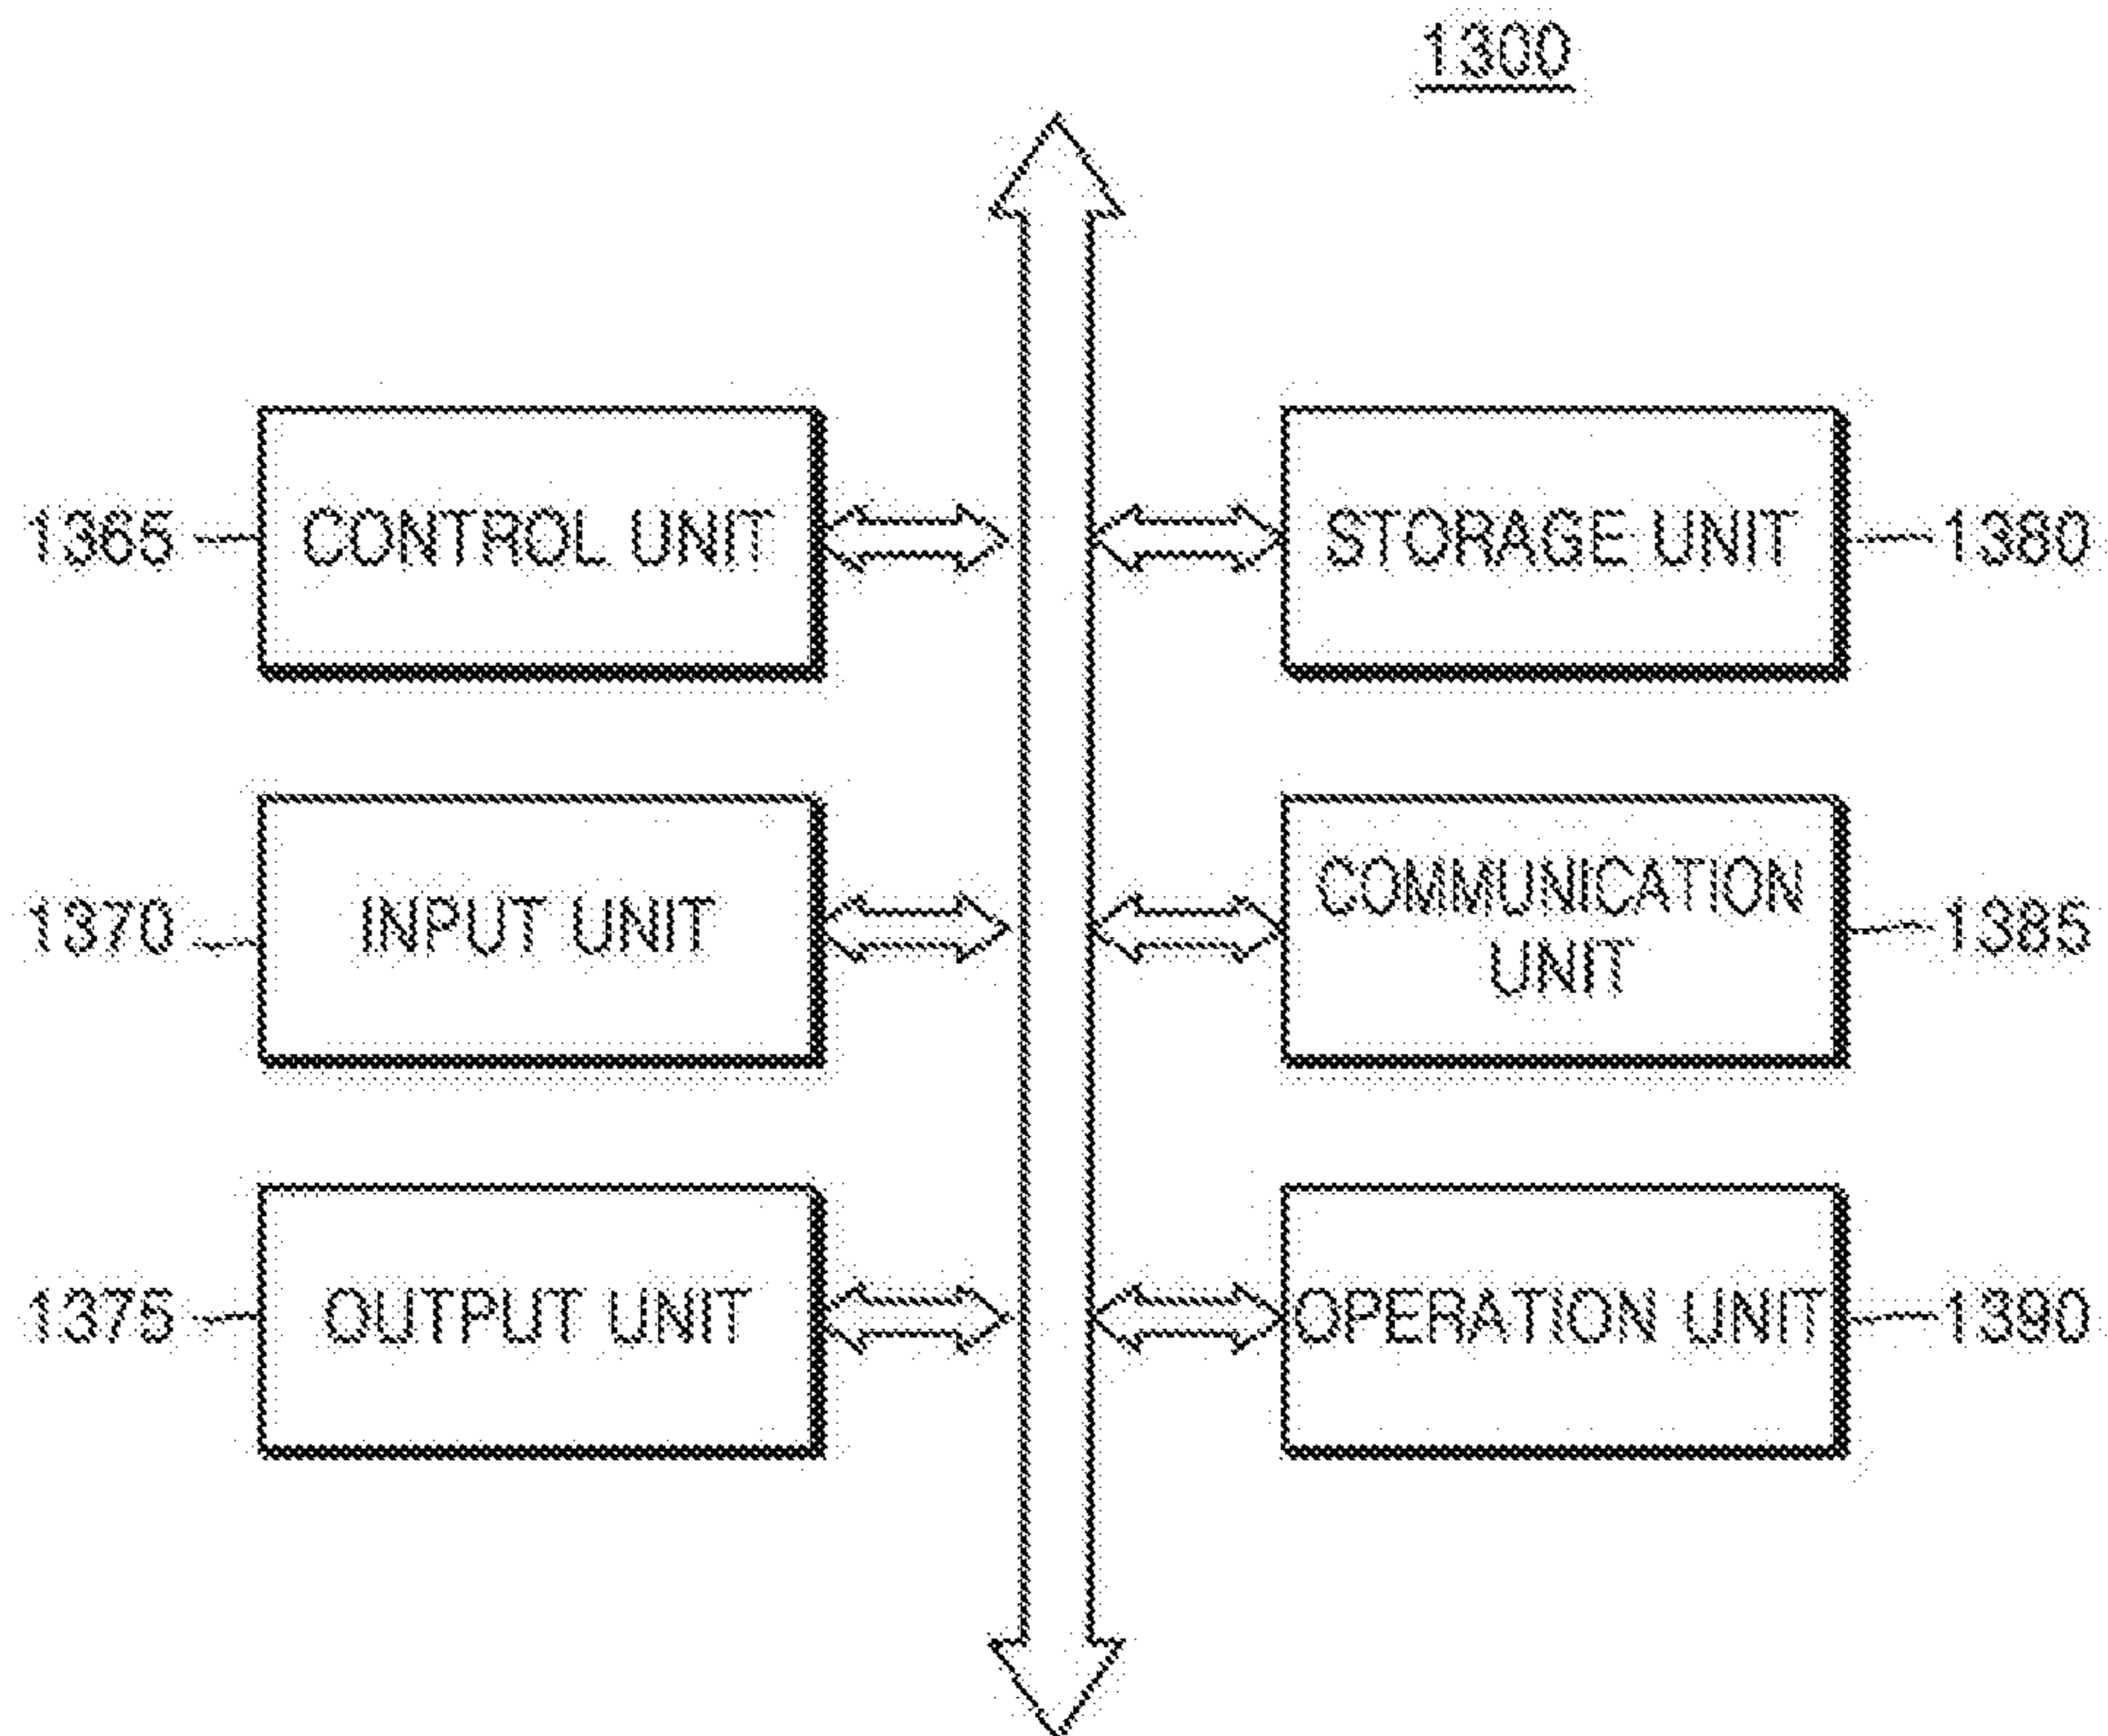 1300
1365 CONTROL UNIT
STORAGE UNIT 1380
1370 INPUT UNIT
COMMUNICATION
UNIT
1385
1375 OUTPUT UNIT
OPERATION UNIT 1390